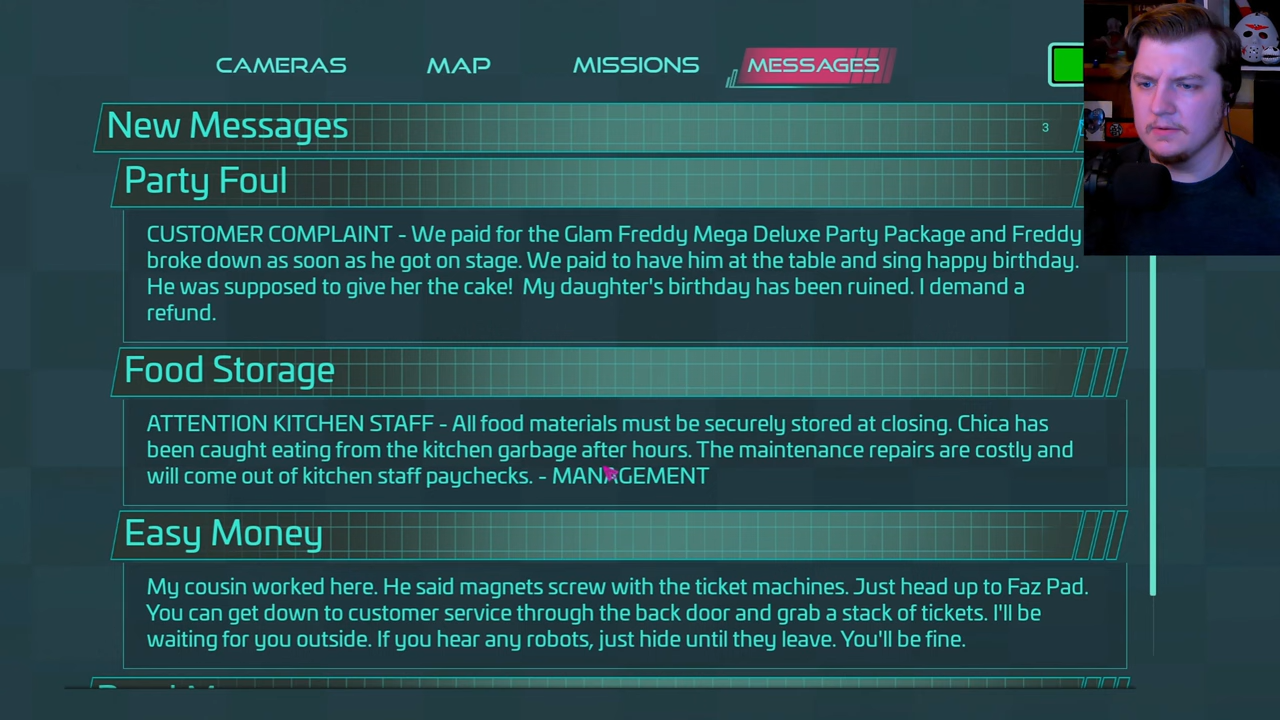 CAMERAS MAP MISSIONS MESSAGES
New Messages 3
Party Foul
CUSTOMER COMPLAINT - We paid for the Glam Freddy Mega Deluxe Party Package and Freddy
broke down as soon as he got on stage. We paid to have him at the table and sing happy birthday.
He was supposed to give her the cake! My daughter's birthday has been ruined. I demand a
refund.
Food Storage
ATTENTION KITCHEN STAFF - All food materials must be securely stored at closing. Chica has
been caught eating from the kitchen garbage after hours. The maintenance repairs are costly and
will come out of kitchen staff paychecks. - MANAGEMENT
Easy Money
My cousin worked here. He said magnets screw with the ticket machines. Just head up to Faz Pad.
You can get down to customer service through the back door and grab a stack of tickets. I'll be
waiting for you outside. If you hear any robots, just hide until they leave. You'll be fine.